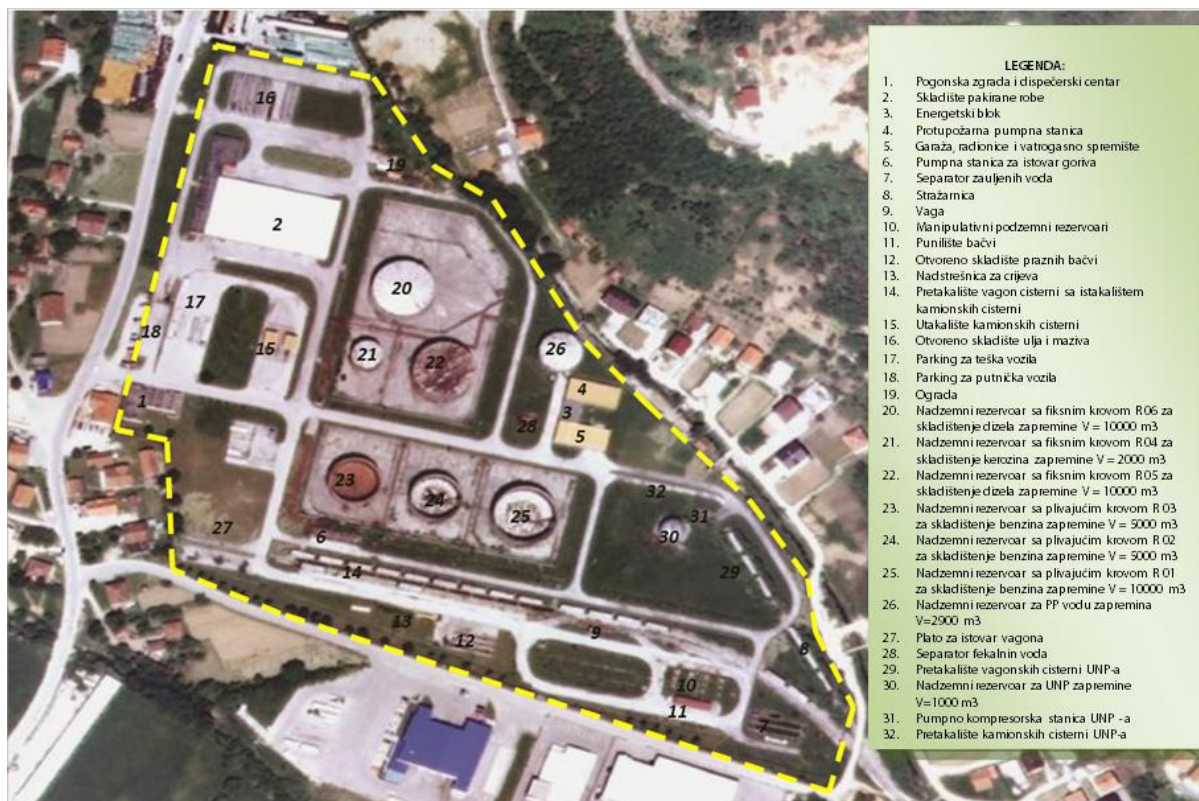 LEGENDA:
1. Pogonska zgrada i dispečerski centar
2. Skladište pakirane robe
3. Energetski blok
4. Protupožarna pumpna stanica
5. Garaža, radionice i vatrogasno spremište
6. Pumpna stanica za istovar goriva
7. Separator zauljenih voda
8. Stražarnica
9. Vaga
10. Manipulativni podzemni rezervoari
11. Punilište bačvi
12. Otvoreno skladište praznih bačvi
13. Nadstrešnica za crijeva
14. Pretakalište vagon cisterni sa istakalištem
kamionskih cisterni
15. Utakalište kamionskih cisterni
16. Otvoreno skladište ulja i maziva
17. Parking za teška vozila
18. Parking za putnička vozila
19. Ograda
20. Nadzemni rezervoar sa fiksnim krovom R06 za
skladištenje dizela zapremine V = 10000 m3
21. Nadzemni rezervoar sa fiksnim krovom R04 za
skladištenje kerozina zapremine V = 2000 m3
22. Nadzemni rezervoar sa fiksnim krovom R05 za
skladištenje dizela zapremine V = 10000 m3
23. Nadzemni rezervoar sa plivajućim krovom R 03
za skladištenje benzina zapremine V = 5000 m3
24. Nadzemni rezervoar sa plivajućim krovom R 02
za skladištenje benzina zapremine V = 5000 m3
25. Nadzemni rezervoar sa plivajućim krovom R 01
za skladištenje benzina zapremine V = 10000 m3
26. Nadzemni rezervoar za PP vodu zapremina
V=2900 m3
27. Plato za istovar vagona
28. Separator fekalnin voda
29. Pretakalište vagonskih cisterni UNP-a
30. Nadzemni rezervoar za UNP zapremine
V=1000 m3
31. Pumpno kompresorska stanica UNP -a
32. Pretakalište kamionskih cisterni UNP-a
16
19
2
20
17
18
15
21
22
26
1
4
3
28
5
23
24
25
32
31
30
27
6
14
29
13
12
9
8
10
11
7